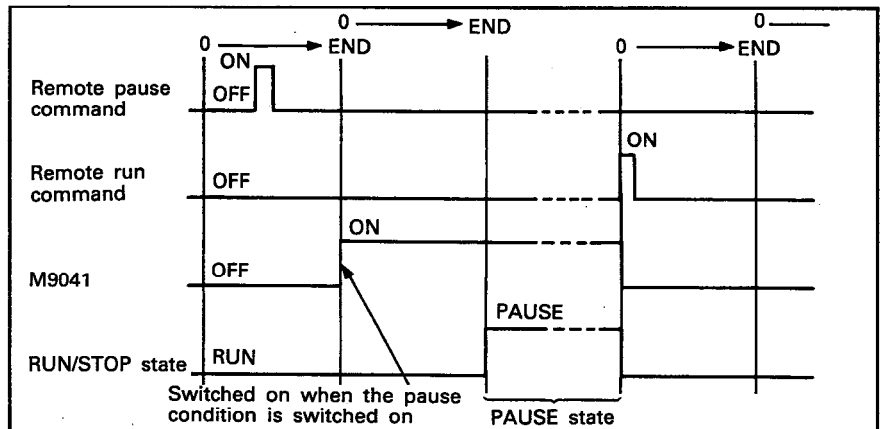 0 → END 0
0 → END 0 → END
ON
Remote pause OFF
command
ON
Remote run
command OFF
ON
M9041 OFF
PAUSE
RUN/STOP state RUN
Switched on when the pause
condition is switched on PAUSE state